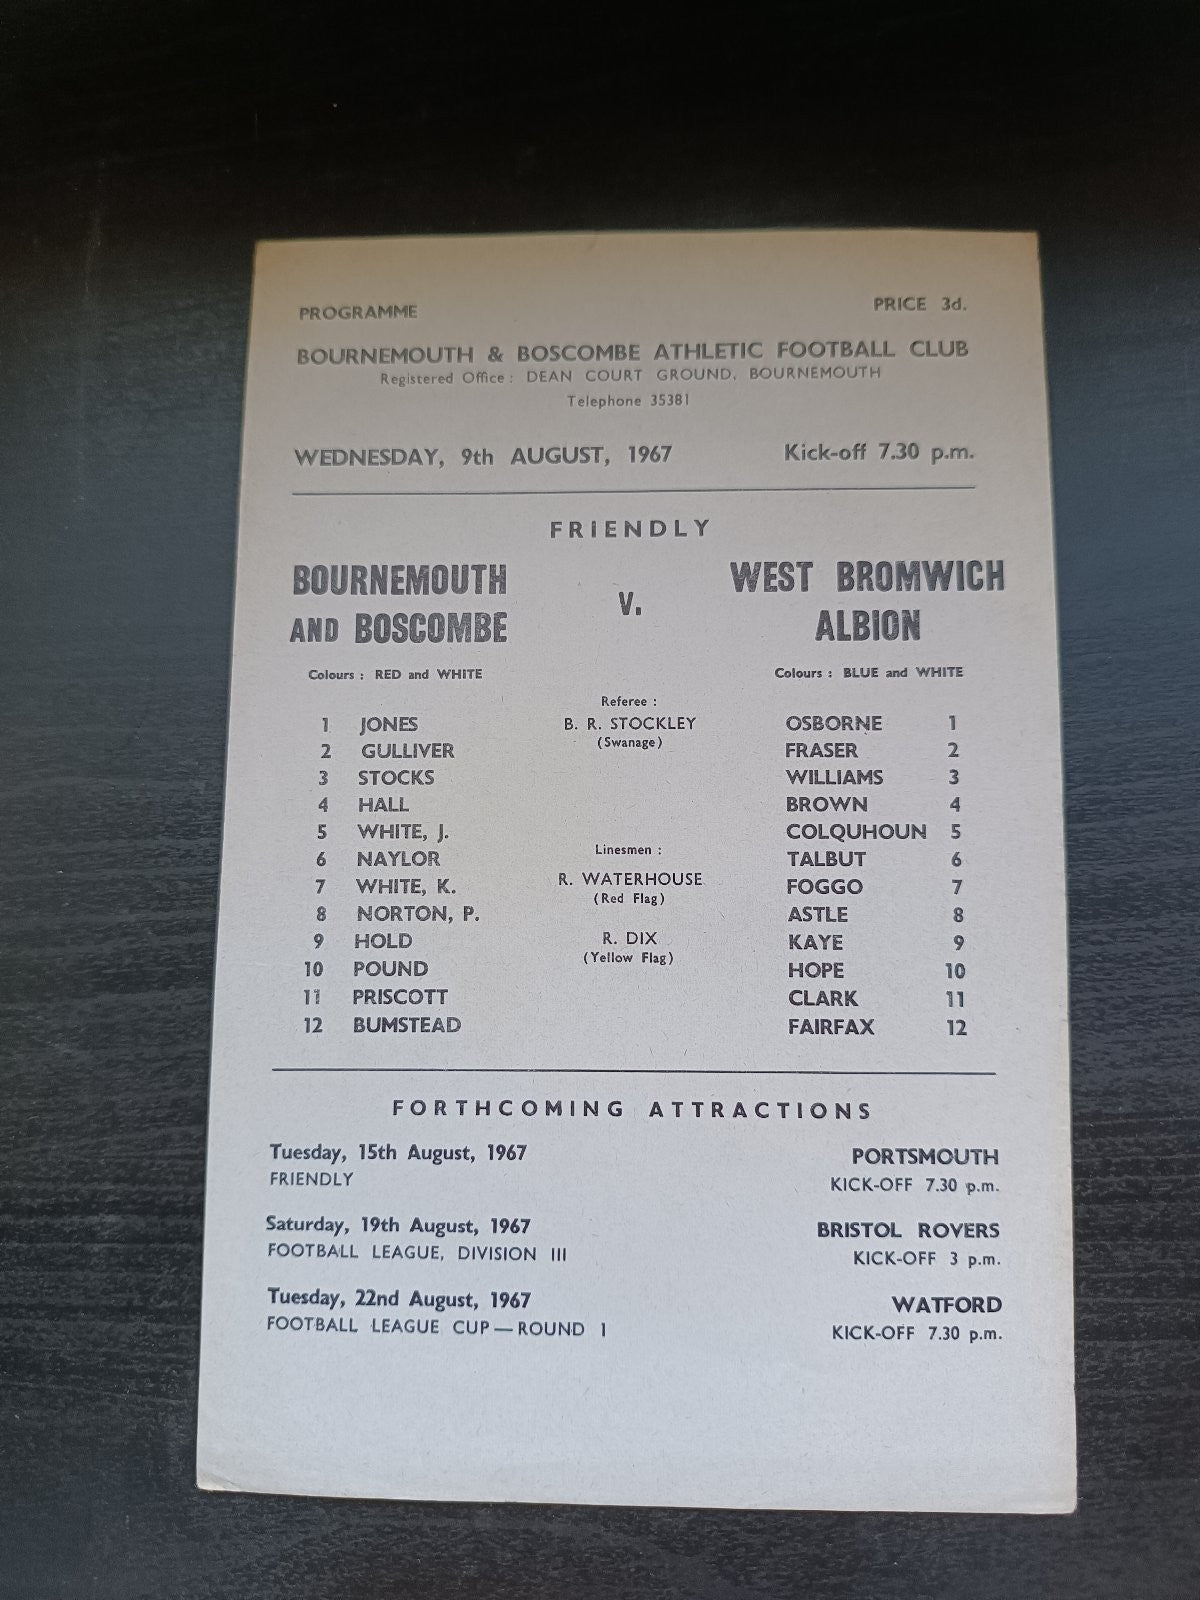 PROGRAMME PRICE 3d.
BOURNEMOUTH & BOSCOMBE ATHLETIC FOOTBALL CLUB
Registered Office : DEAN COURT GROUND, BOURNEMOUTH
Telephone 35381
WEDNESDAY, 9th AUGUST, 1967 Kick-off 7.30 p.m.
FRIENDLY
BOURNEMOUTH AND BOSCOMBE
V.
WEST BROMWICH ALBION
Colours : RED and WHITE
1 JONES
2 GULLIVER
3 STOCKS
4 HALL
5 WHITE, J.
6 NAYLOR
7 WHITE, K.
8 NORTON, P.
9 HOLD
10 POUND
11 PRISCOTT
12 BUMSTEAD
Referee :
B. R. STOCKLEY
(Swanage)
Linesmen :
R. WATERHOUSE
(Red Flag)
R. DIX
(Yellow Flag)
Colours : BLUE and WHITE
OSBORNE 1
FRASER 2
WILLIAMS 3
BROWN 4
COLQUHOUN 5
TALBUT 6
FOGGO 7
ASTLE 8
KAYE 9
HOPE 10
CLARK 11
FAIRFAX 12
FORTHCOMING ATTRACTIONS
Tuesday, 15th August, 1967 PORTSMOUTH
FRIENDLY KICK-OFF 7.30 p.m.
Saturday, 19th August, 1967 BRISTOL ROVERS
FOOTBALL LEAGUE, DIVISION III KICK-OFF 3 p.m.
Tuesday, 22nd August, 1967 WATFORD
FOOTBALL LEAGUE CUP — ROUND 1 KICK-OFF 7.30 p.m.